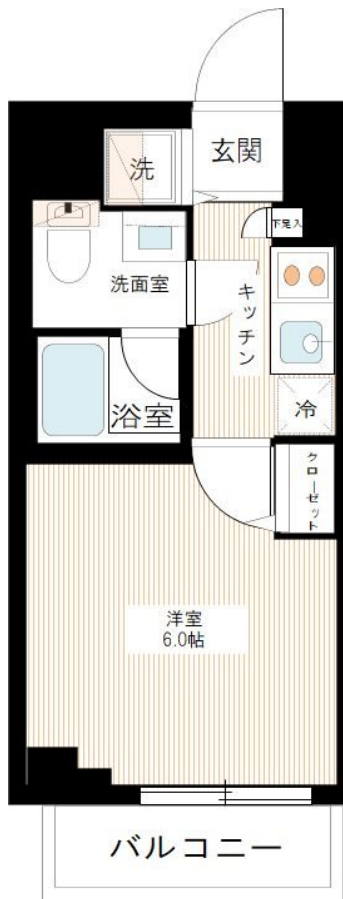 玄関
洗
下足入
洗面室
キッチン
浴室
冷
クローゼット
洋室
6.0帖
バルコニー